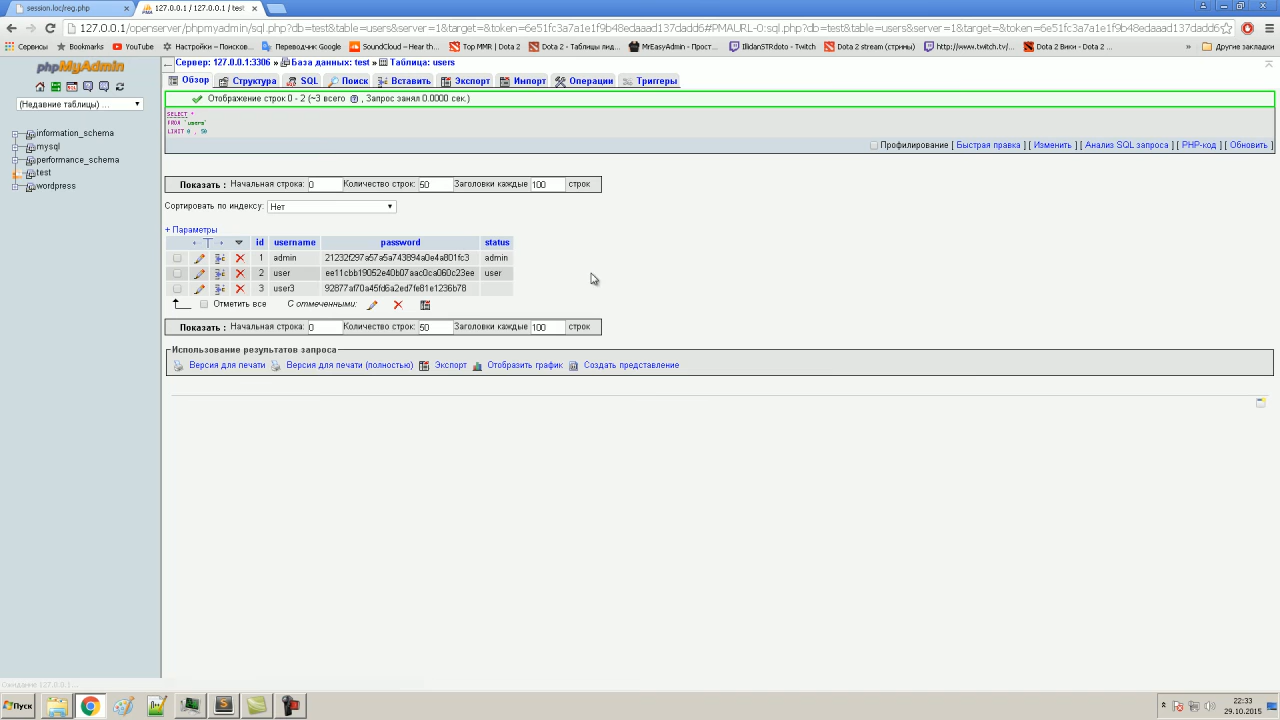 session.loc/reg.php
127.0.0.1 / 127.0.0.1 / test
127.0.0.1/openserver/phpmyadmin/sql.php?db=test&table=users&server=1&target=&token=6e51fc3a7a1e1f9b48edaaad137dadd6#PMAURL-0:sql.php?db=test&table=users&server=1&target=&token=6e51fc3a7a1e1f9b48edaaad137dadd6
Сервисы Bookmarks YouTube Настройки – Поисков... Переводчик Google SoundCloud – Hear th... Top MMR | Dota 2 Dota 2 - Таблицы лид... MrEasyAdmin - Прост... BlidanSTRdoto - Twitch Dota 2 stream (стримы) http://www.twitch.tv/ Dota 2 Вики - Dota 2 ... » Другие закладки
phpMyAdmin
(Недавние таблицы) ...
information_schema
mysql
performance_schema
test
wordpress
Сервер: 127.0.0.1:3306 » База данных: test » Таблица: users
Обзор Структура SQL Поиск Вставить Экспорт Импорт Операции Триггеры
Отображение строк 0 - 2 (~3 всего , Запрос занял 0.0000 сек.)
SELECT *
FROM `users`
LIMIT 0 , 50
Профилирование [ Быстрая правка ] [ Изменить ] [ Анализ SQL запроса ] [ PHP-код ] [ Обновить ]
Показать : Начальная строка: 0 Количество строк: 50 Заголовки каждые 100 строк
Сортировать по индексу: Нет
+ Параметры
id username password status
1 admin 21232f297a57a5a743894a0e4a801fc3 admin
2 user ee11cbb19052e40b07aac0ca060c23ee user
3 user3 92877af70a45fd6a2ed7fe81e1236b78
Отметить все С отмеченными:
Показать : Начальная строка: 0 Количество строк: 50 Заголовки каждые 100 строк
Использование результатов запроса
Версия для печати Версия для печати (полностью) Экспорт Отобразить график Создать представление
Ожидание 127.0.0.1...
Пуск
22:33
29.10.2015